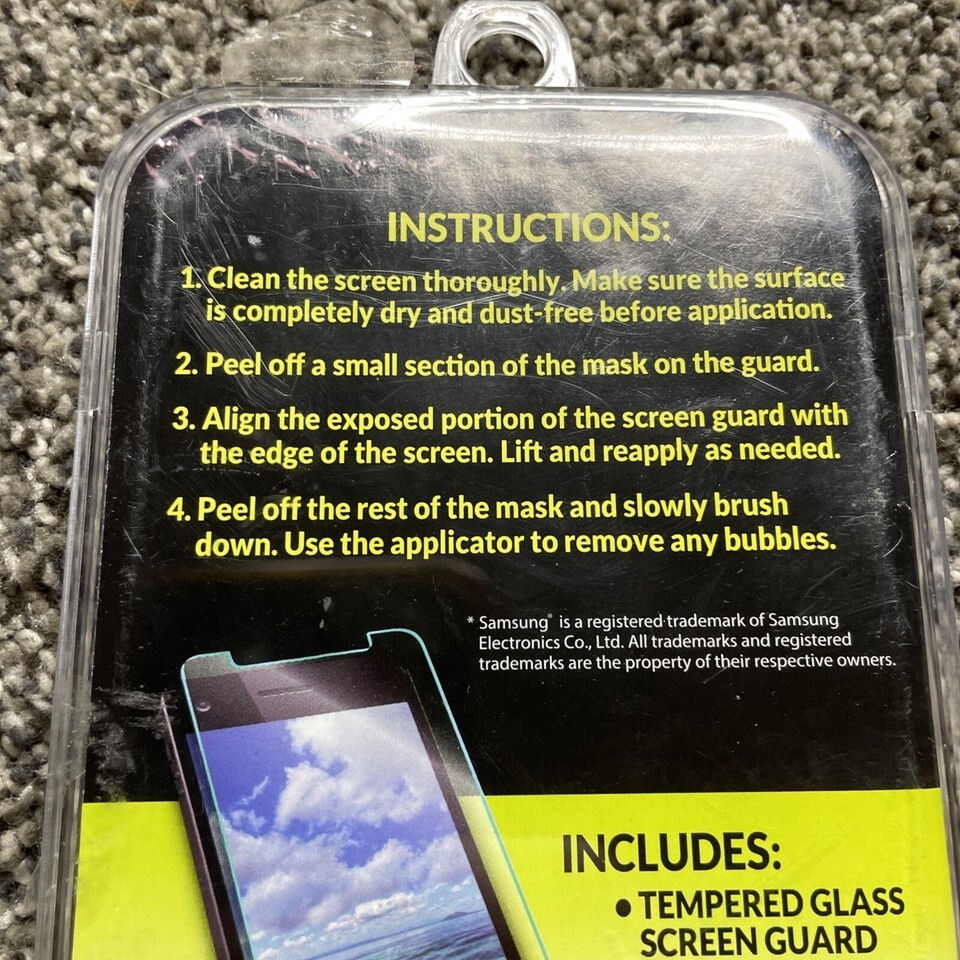 INSTRUCTIONS:
1. Clean the screen thoroughly. Make sure the surface
is completely dry and dust-free before application.
2. Peel off a small section of the mask on the guard.
3. Align the exposed portion of the screen guard with
the edge of the screen. Lift and reapply as needed.
4. Peel off the rest of the mask and slowly brush
down. Use the applicator to remove any bubbles.
* Samsung® is a registered trademark of Samsung
Electronics Co., Ltd. All trademarks and registered
trademarks are the property of their respective owners.
INCLUDES:
• TEMPERED GLASS
SCREEN GUARD